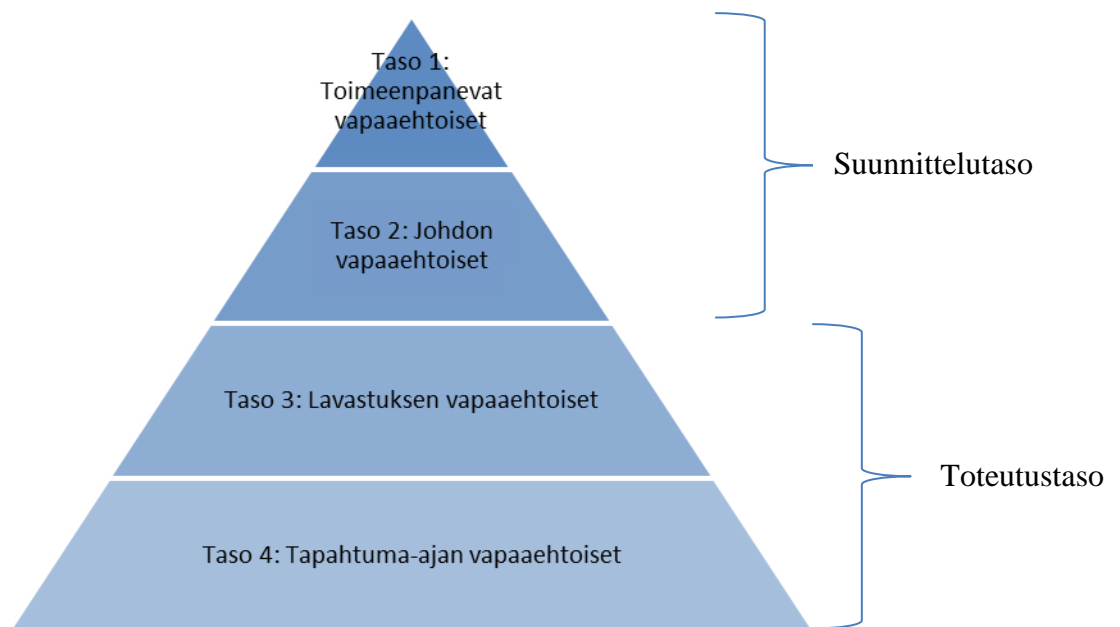 Taso 1:
Toimeenpanevat
vapaaehtoiset
Suunnittelutaso
Taso 2: Johdon
vapaaehtoiset
Taso 3: Lavastuksen vapaaehtoiset
Toteutustaso
Taso 4: Tapahtuma-ajan vapaaehtoiset